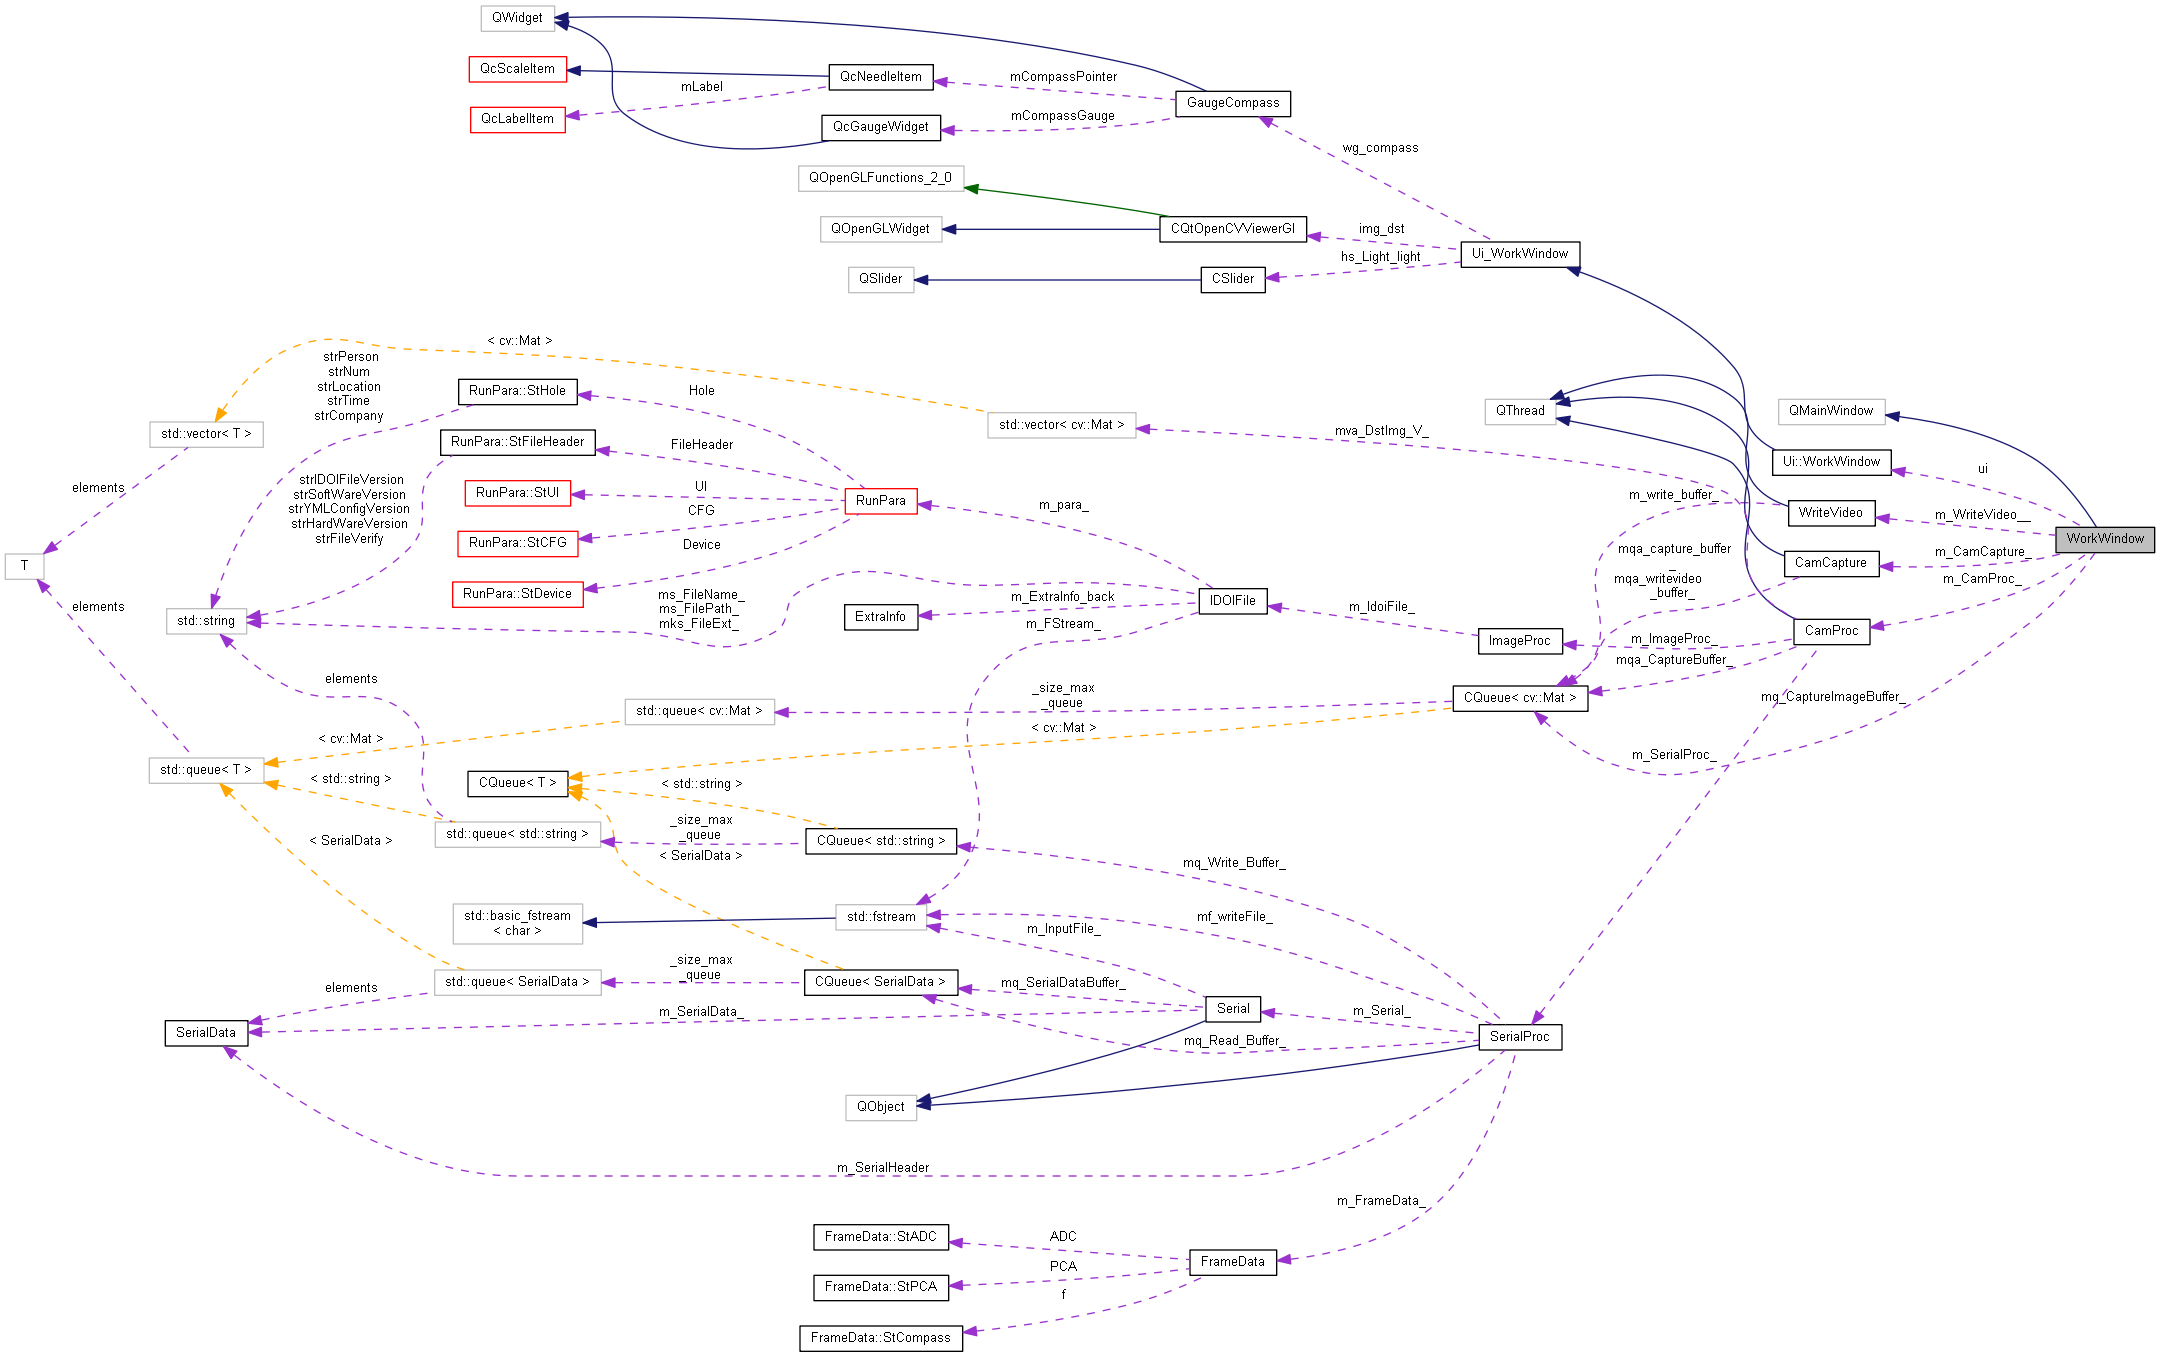 QWidget
QcScaleItem
QcNeedleItem
mCompassPointer
mLabel
GaugeCompass
QcLabelItem
mCompassGauge
QcGaugeWidget
wg_compass
QOpenGLFunctions_2_0
QOpenGLWidget
CQtOpenCVViewerGl
img_dst
Ui_WorkWindow
hs_Light_light
QSlider
CSlider
< cv::Mat >
strPerson
strNum
strLocation
strTime
strCompany
RunPara::StHole
Hole
QThread
QMainWindow
std::vector< T >
std::vector< cv::Mat >
mva_DstImg_V_
RunPara::StFileHeader
FileHeader
Ui::WorkWindow
ui
elements
strIDOIFileVersion
strSoftWareVersion
strYMLConfigVersion
strHardWareVersion
strFileVerify
RunPara::StUI
UI
RunPara
m_para_
m_write_buffer_
WriteVideo
m_WriteVideo__
CFG
RunPara::StCFG
Device
WorkWindow
mqa_capture_buffer
_
CamCapture
m_CamCapture_
T
mqa_writevideo
_buffer_
m_CamProc_
RunPara::StDevice
ms_FileName_
ms_FilePath_
mks_FileExt_
m_ExtraInfo_back
IDOIFile
m_IdoiFile_
elements
std::string
ExtraInfo
m_FStream_
CamProc
ImageProc
m_ImageProc_
mqa_CaptureBuffer_
elements
_size_max
_queue
CQueue< cv::Mat >
mq_CaptureImageBuffer_
std::queue< cv::Mat >
< cv::Mat >
< cv::Mat >
m_SerialProc_
std::queue< T >
< std::string >
CQueue< T >
< std::string >
_size_max
_queue
std::queue< std::string >
CQueue< std::string >
< SerialData >
< SerialData >
mq_Write_Buffer_
std::basic_fstream
< char >
std::fstream
mf_writeFile_
m_InputFile_
_size_max
_queue
std::queue< SerialData >
CQueue< SerialData >
mq_SerialDataBuffer_
elements
SerialData
m_SerialData_
Serial
m_Serial_
SerialProc
mq_Read_Buffer_
QObject
m_SerialHeader
m_FrameData_
FrameData::StADC
ADC
FrameData
PCA
FrameData::StPCA
f
FrameData::StCompass